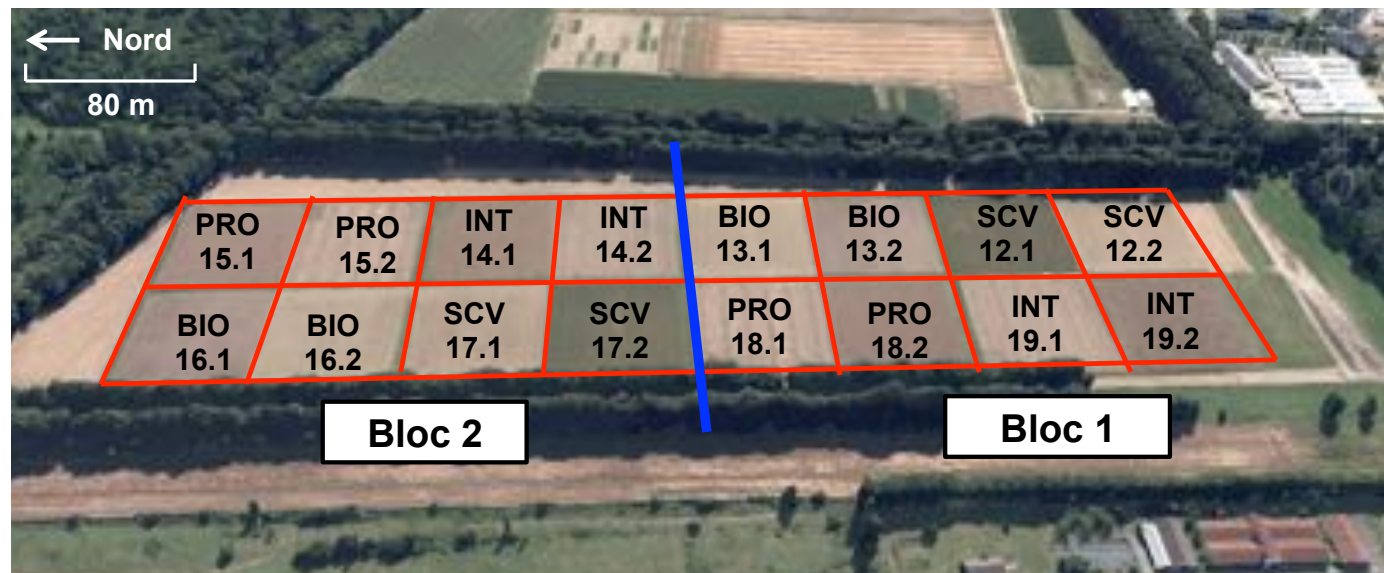 Nord
80 m
PRO
15.1
PRO
15.2
INT
14.1
INT
14.2
BIO
13.1
BIO
13.2
SCV
12.1
SCV
12.2
BIO
16.1
BIO
16.2
SCV
17.1
SCV
17.2
PRO
18.1
PRO
18.2
INT
19.1
INT
19.2
Bloc 2
Bloc 1